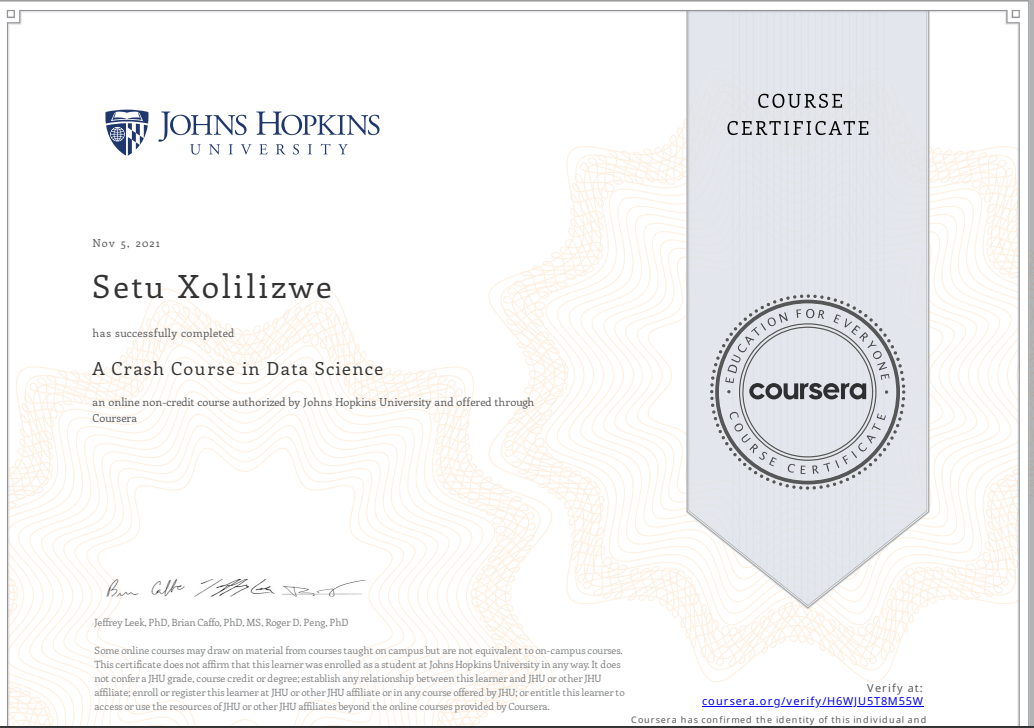 JOHNS HOPKINS
UNIVERSITY
COURSE
CERTIFICATE
Nov 5, 2021
Setu Xolilizwe
has successfully completed
A Crash Course in Data Science
an online non-credit course authorized by Johns Hopkins University and offered through
Coursera
EDUCATION FOR EVERYONE
coursera
COURSE CERTIFICATE
Jeffrey Leek, PhD, Brian Caffo, PhD, MS, Roger D. Peng, PhD
Some online courses may draw on material from courses taught on campus but are not equivalent to on-campus courses.
This certificate does not affirm that this learner was enrolled as a student at Johns Hopkins University in any way. It does
not confer a JHU grade, course credit or degree; establish any relationship between this learner and JHU or other JHU
affiliate; enroll or register this learner at JHU or other JHU affiliate or in any course offered by JHU; or entitle this learner to
access or use the resources of JHU or other JHU affiliates beyond the online courses provided by Coursera.
Verify at:
coursera.org/verify/H6WJU5T8M55W
Coursera has confirmed the identity of this individual and